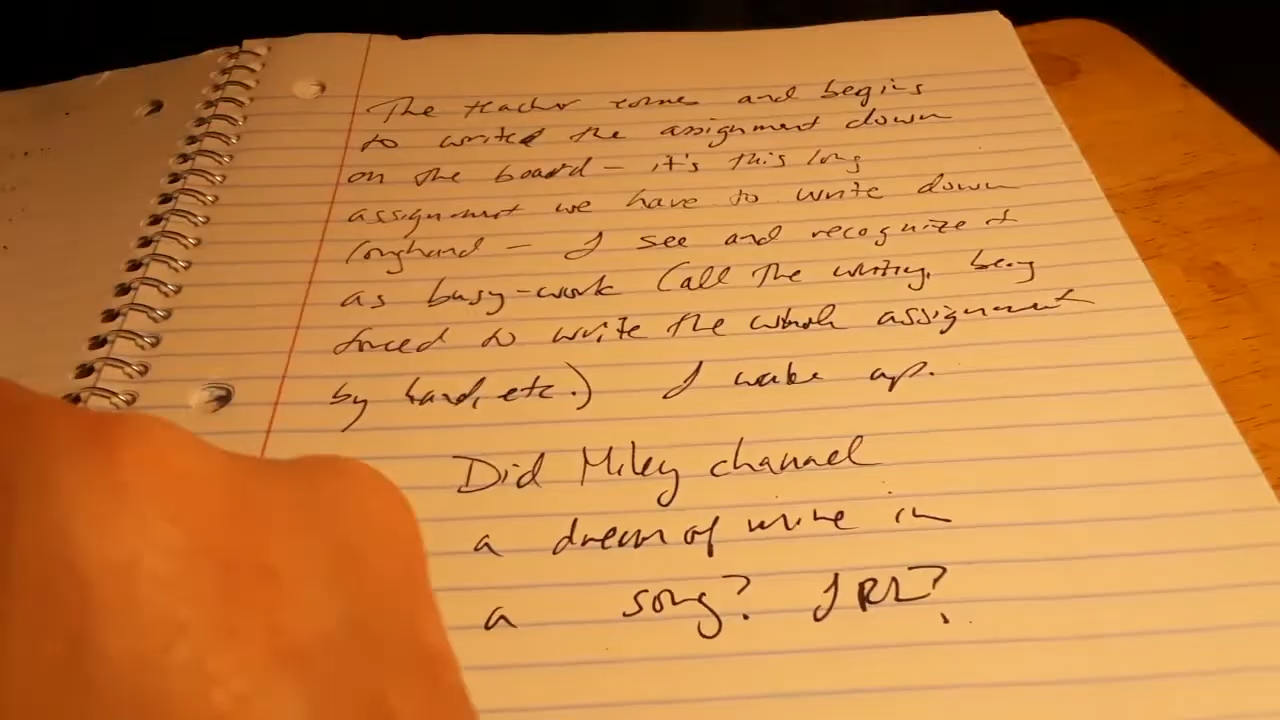 The teacher comes and begins
to write the assignment down
on the board – it's this long
assignment we have to write down
longhand – I see and recognize it
as busy-work (all the writing, being
forced to write the whole assignment
by hand, etc.) I wake up.
Did Miley channel
a dream of mine in
a song? IRL?